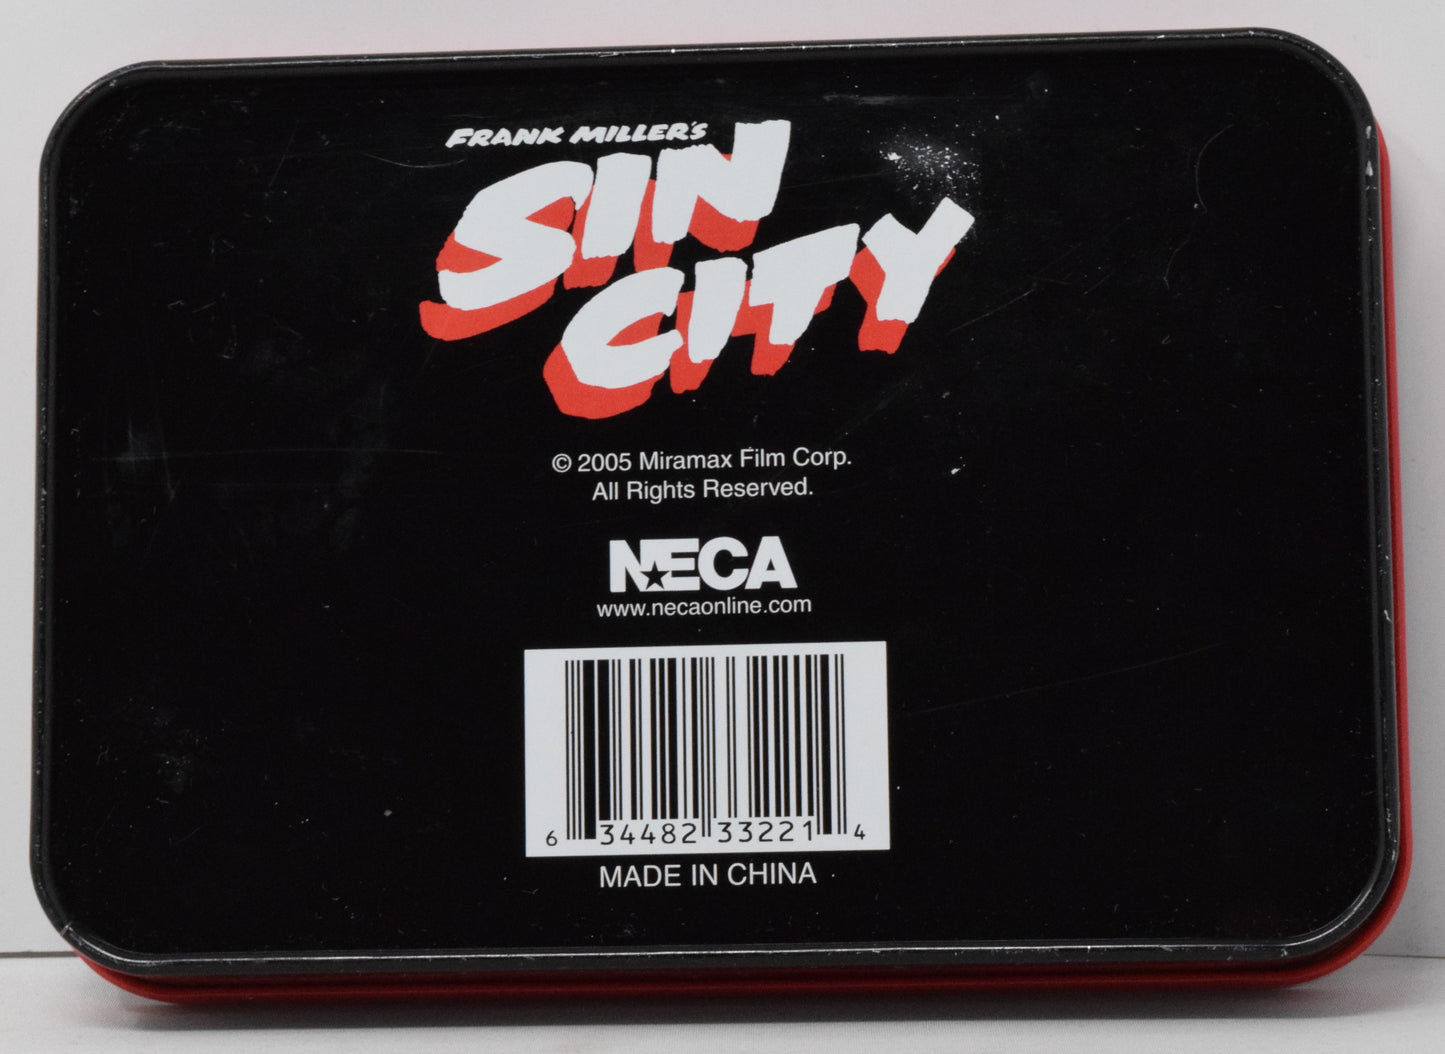 FRANK MILLER'S
SIN
CITY
© 2005 Miramax Film Corp.
All Rights Reserved.
NECA
www.necaonline.com
6 34482 33221 4
MADE IN CHINA